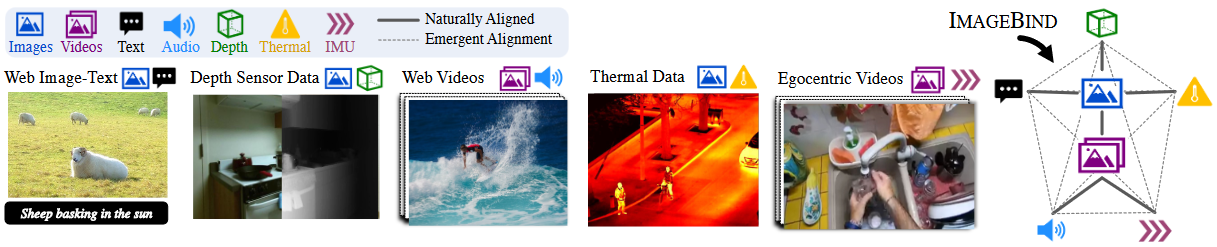 Images Videos Text Audio Depth Thermal IMU
Naturally Aligned
Emergent Alignment
IMAGEBIND
Web Image-Text
Depth Sensor Data
Web Videos
Thermal Data
Egocentric Videos
Sheep basking in the sun